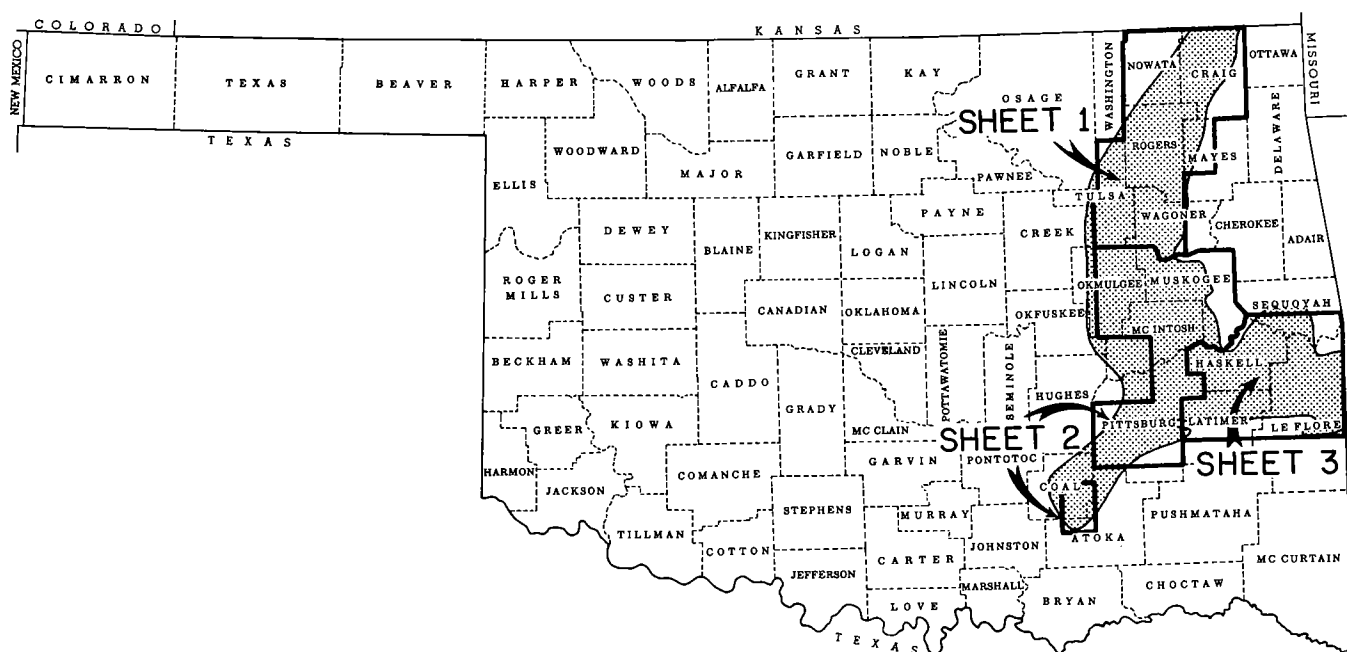 COLORADO
KANSAS
NEW MEXICO
MISSOURI
CIMARRON
TEXAS
BEAVER
HARPER
WOODS
ALFALFA
GRANT
KAY
OSAGE
WASHINGTON
NOWATA
CRAIG
OTTAWA
TEXAS
SHEET 1
WOODWARD
MAJOR
GARFIELD
NOBLE
PAWNEE
ROGERS
MAYES
DELAWARE
ELLIS
TULSA
DEWEY
BLAINE
KINGFISHER
LOGAN
PAYNE
CREEK
WAGONER
CHEROKEE
ADAIR
ROGER
MILLS
CUSTER
CANADIAN
OKLAHOMA
LINCOLN
OKFUSKEE
OKMULGEE
MUSKOGEE
SEQUOYAH
BECKHAM
WASHITA
CADDO
CLEVELAND
POTTAWATOMIE
SEMINOLE
MC INTOSH
HASKELL
GREER
KIOWA
GRADY
MC CLAIN
HUGHES
PITTSBURG
LATIMER
LE FLORE
SHEET 2
SHEET 3
HARMON
JACKSON
COMANCHE
GARVIN
PONTOTOC
COAL
STEPHENS
MURRAY
PUSHMATAHA
TILLMAN
COTTON
CARTER
JOHNSTON
ATOKA
MC CURTAIN
JEFFERSON
MARSHALL
LOVE
BRYAN
CHOCTAW
TEXAS